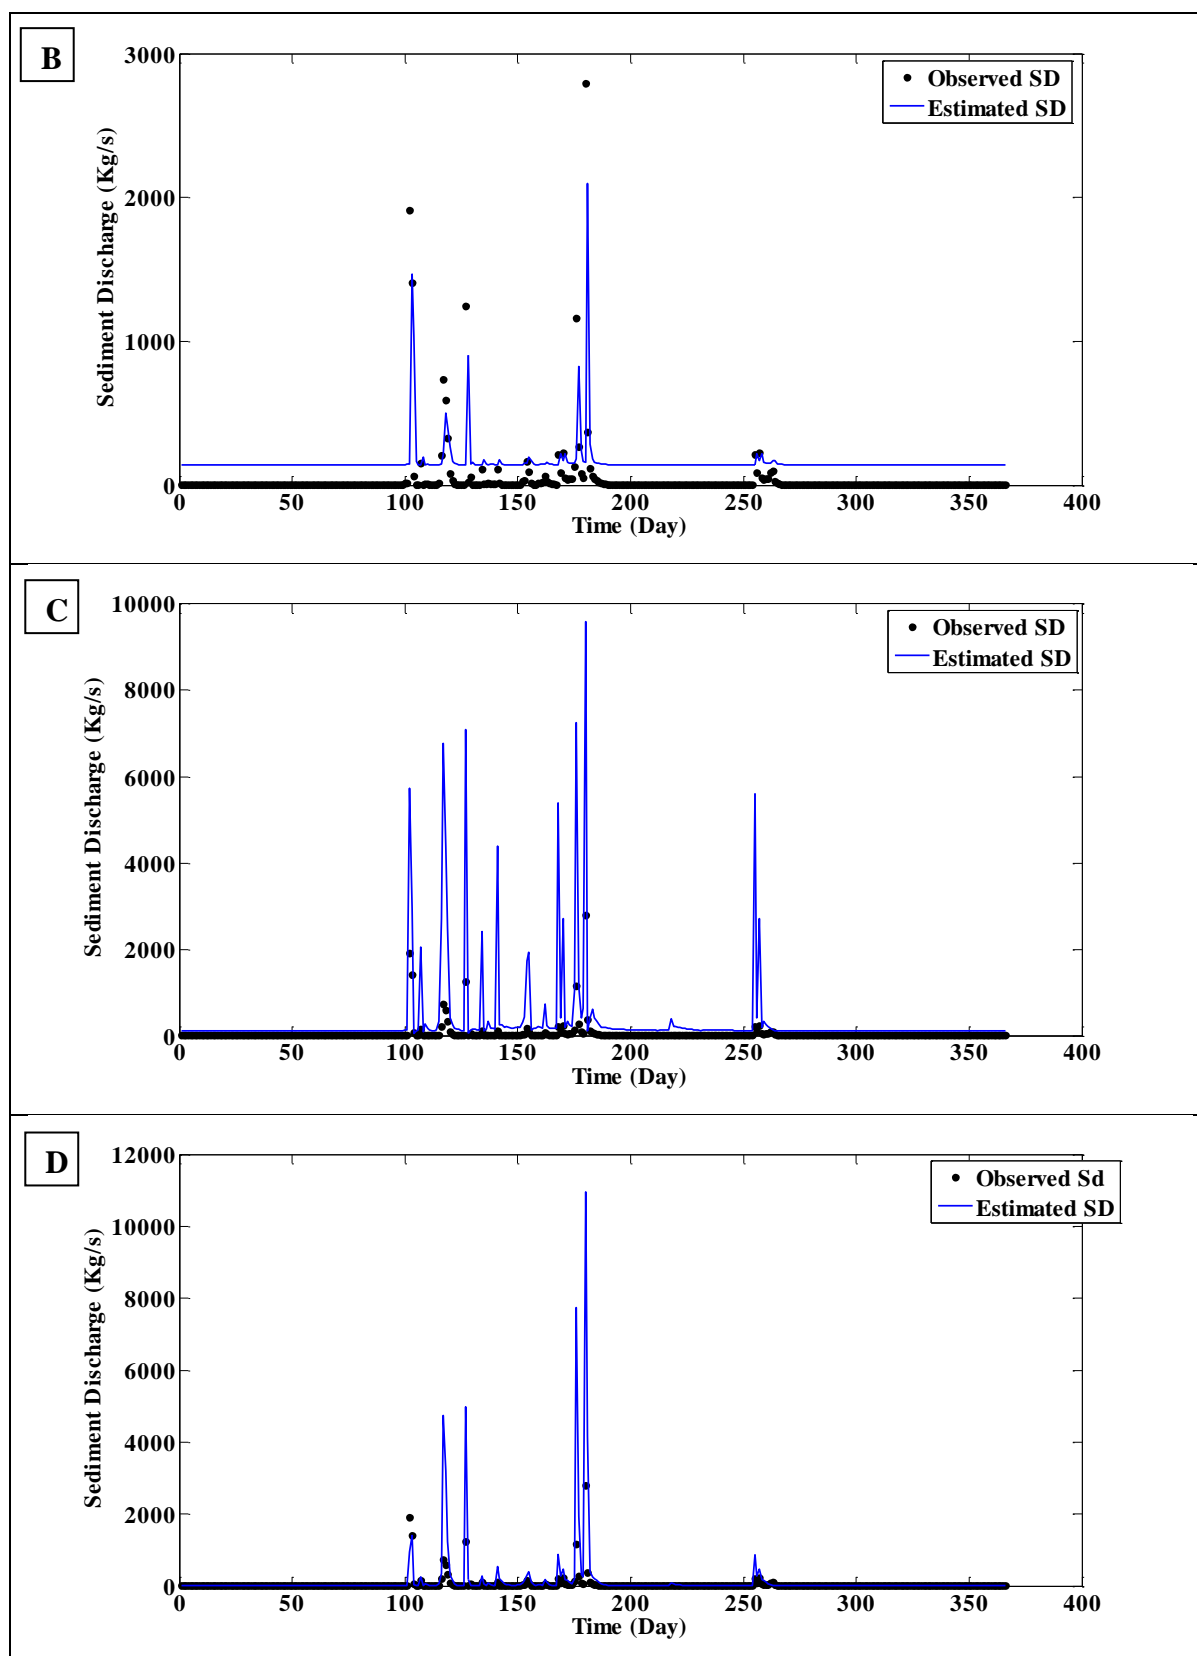 B
3000
2000
1000
0
0 50 100 150 200 250 300 350 400
Sediment Discharge (Kg/s)
Time (Day)
Observed SD
Estimated SD
C
10000
8000
6000
4000
2000
0
0 50 100 150 200 250 300 350 400
Sediment Discharge (Kg/s)
Time (Day)
Observed SD
Estimated SD
D
12000
10000
8000
6000
4000
2000
0
0 50 100 150 200 250 300 350 400
Sediment Discharge (Kg/s)
Time (Day)
Observed Sd
Estimated SD